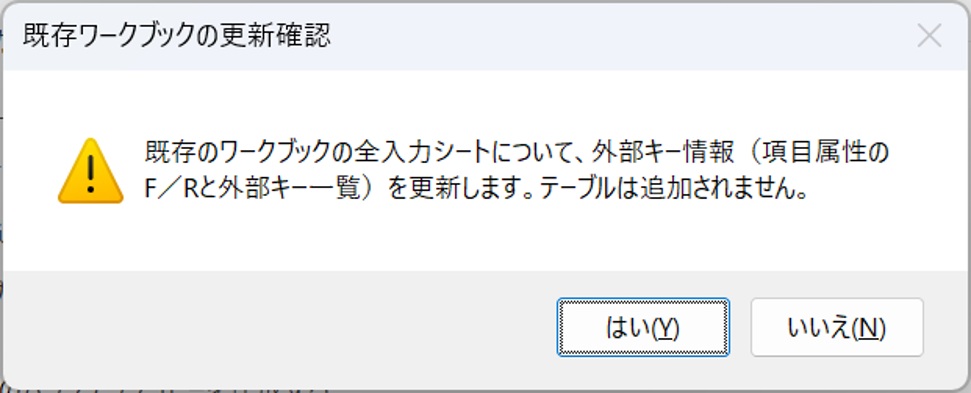 既存ワークブックの更新確認
既存のワークブックの全入力シートについて、外部キー情報（項目属性の
F／Rと外部キー一覧）を更新します。テーブルは追加されません。
はい(Y)
いいえ(N)